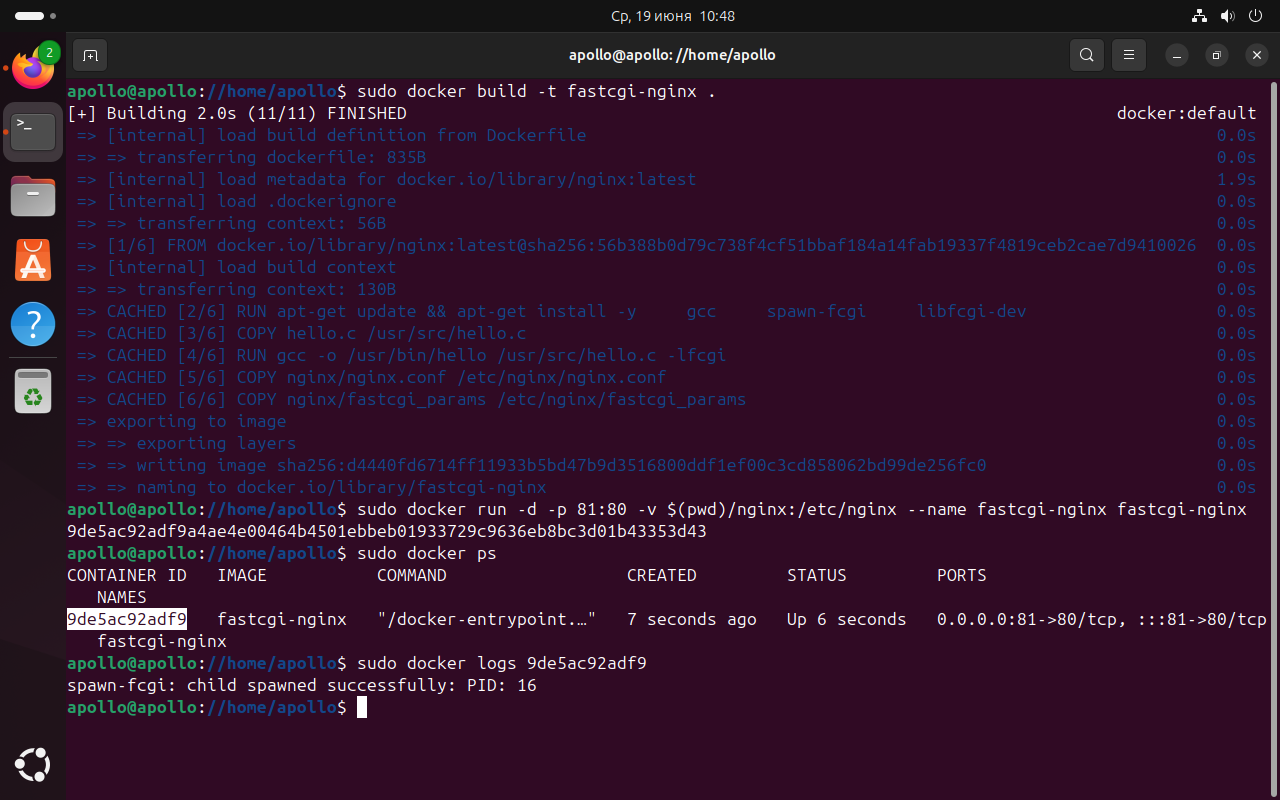 Ср, 19 июня 10:48
2
apollo@apollo: //home/apollo
apollo@apollo://home/apollo$ sudo docker build -t fastcgi-nginx .
[+] Building 2.0s (11/11) FINISHED docker:default
=> [internal] load build definition from Dockerfile 0.0s
=> => transferring dockerfile: 835B 0.0s
=> [internal] load metadata for docker.io/library/nginx:latest 1.9s
=> [internal] load .dockerignore 0.0s
=> => transferring context: 56B 0.0s
=> [1/6] FROM docker.io/library/nginx:latest@sha256:56b388b0d79c738f4cf51bbaf184a14fab19337f4819ceb2cae7d9410026 0.0s
=> [internal] load build context 0.0s
=> => transferring context: 130B 0.0s
=> CACHED [2/6] RUN apt-get update && apt-get install -y gcc spawn-fcgi libfcgi-dev 0.0s
=> CACHED [3/6] COPY hello.c /usr/src/hello.c 0.0s
=> CACHED [4/6] RUN gcc -o /usr/bin/hello /usr/src/hello.c -lfcgi 0.0s
=> CACHED [5/6] COPY nginx/nginx.conf /etc/nginx/nginx.conf 0.0s
=> CACHED [6/6] COPY nginx/fastcgi_params /etc/nginx/fastcgi_params 0.0s
=> exporting to image 0.0s
=> => exporting layers 0.0s
=> => writing image sha256:d4440fd6714ff11933b5bd47b9d3516800ddf1ef00c3cd858062bd99de256fc0 0.0s
=> => naming to docker.io/library/fastcgi-nginx 0.0s
apollo@apollo://home/apollo$ sudo docker run -d -p 81:80 -v $(pwd)/nginx:/etc/nginx --name fastcgi-nginx fastcgi-nginx
9de5ac92adf9a4ae4e00464b4501ebbeb01933729c9636eb8bc3d01b43353d43
apollo@apollo://home/apollo$ sudo docker ps
CONTAINER ID IMAGE COMMAND CREATED STATUS PORTS
NAMES
9de5ac92adf9 fastcgi-nginx "/docker-entrypoint.…" 7 seconds ago Up 6 seconds 0.0.0.0:81->80/tcp, :::81->80/tcp
fastcgi-nginx
apollo@apollo://home/apollo$ sudo docker logs 9de5ac92adf9
spawn-fcgi: child spawned successfully: PID: 16
apollo@apollo://home/apollo$